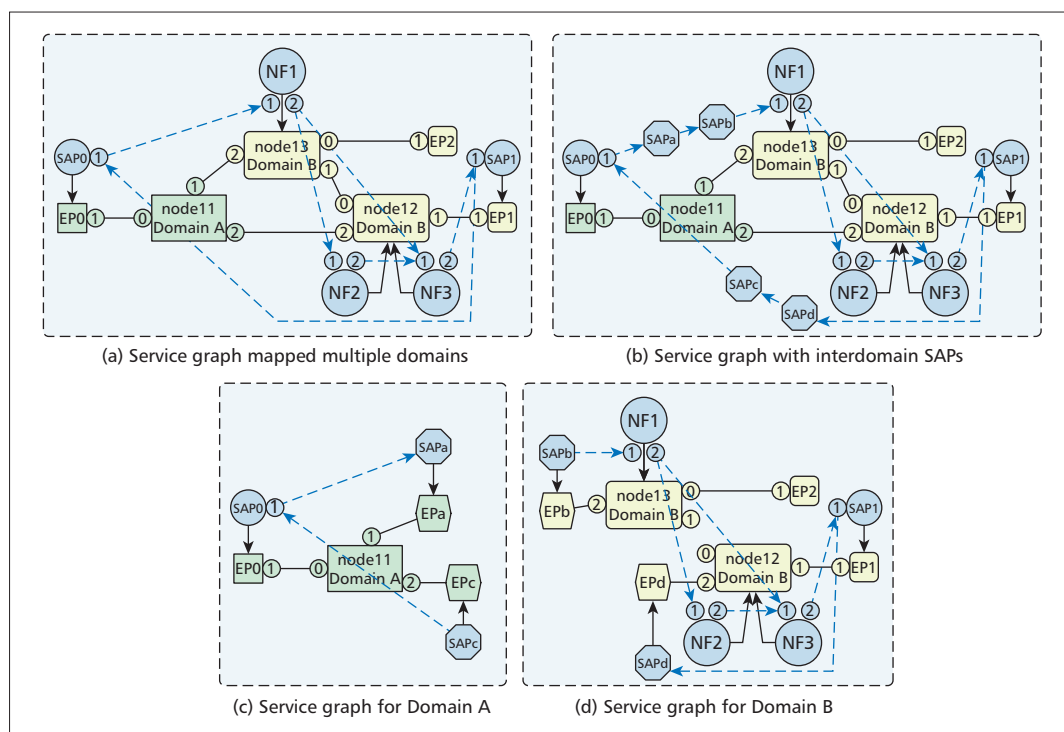 NF1
1
2
SAP0
1
node13
Domain B
0
1
2
1
EP2
1
SAP1
EP0
1
0
node11
Domain A
1
2
0
node12
Domain B
2
1
1
EP1
1
2
1
2
NF2
NF3
(a) Service graph mapped multiple domains
NF1
1
2
SAPa
SAPb
SAP0
1
node13
Domain B
0
1
2
1
EP2
1
SAP1
EP0
1
0
node11
Domain A
1
2
0
node12
Domain B
2
1
1
EP1
1
2
1
2
NF2
NF3
SAPc
SAPd
(b) Service graph with interdomain SAPs
SAPa
SAP0
1
EPa
1
EP0
1
0
node11
Domain A
2
EPc
SAPc
(c) Service graph for Domain A
NF1
SAPb
1
2
EPb
2
node13
Domain B
0
1
1
EP2
1
SAP1
0
node12
Domain B
EPd
2
1
1
EP1
1
2
1
2
NF2
NF3
SAPd
(d) Service graph for Domain B